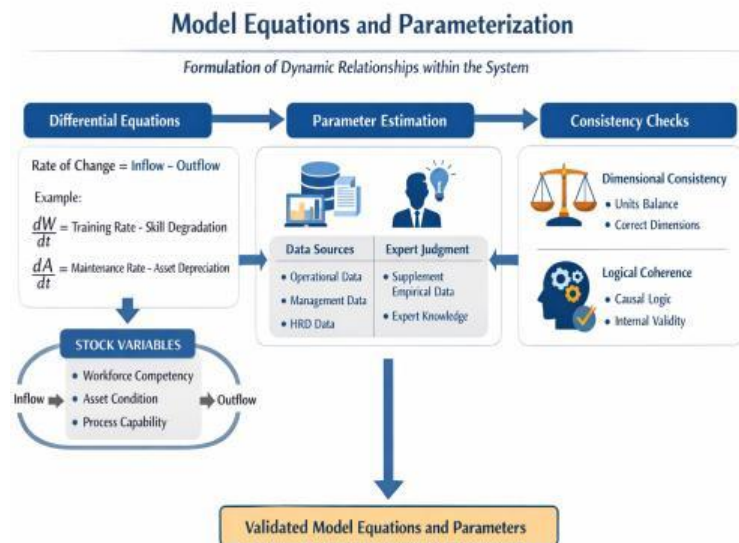 Model Equations and Parameterization
Formulation of Dynamic Relationships within the System
Differential Equations
Parameter Estimation
Consistency Checks
Rate of Change = Inflow – Outflow
Example:
dW/dt = Training Rate - Skill Degradation
dA/dt = Maintenance Rate - Asset Depreciation
STOCK VARIABLES
Inflow
• Workforce Competency
• Asset Condition
• Process Capability
Outflow
Data Sources
• Operational Data
• Management Data
• HRD Data
Expert Judgment
• Supplement
Empirical Data
• Expert Knowledge
Dimensional Consistency
• Units Balance
• Correct Dimensions
Logical Coherence
• Causal Logic
• Internal Validity
Validated Model Equations and Parameters